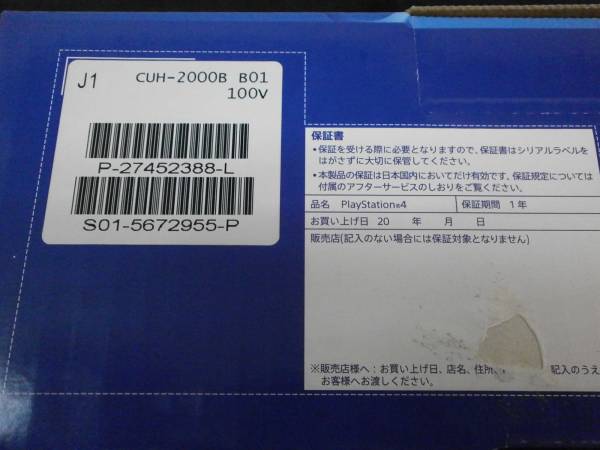 J1
CUH-2000B B01
100V
P-27452388-L
S01-5672955-P
保証書
•保証を受ける際に必要となりますので、保証書はシリアルラベルを
はがさずに大切に保管してください。
•本製品の保証は日本国内においてだけ有効です。保証規定については
付属のアフターサービスのしおりをご覧ください。
品名 PlayStation®4 保証期間 1年
お買い上げ日 20 年 月 日
販売店(記入のない場合には保証対象となりません)
※販売店様へ：お買い上げ日、店名、住所、 記入のうえ
お客様へお渡しください。